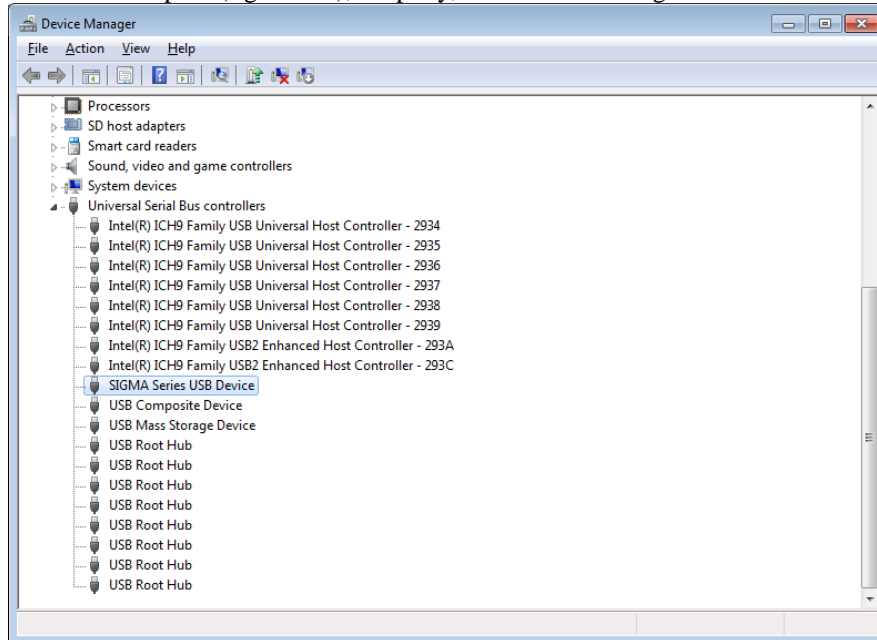 Device Manager
File Action View Help
Processors
SD host adapters
Smart card readers
Sound, video and game controllers
System devices
Universal Serial Bus controllers
Intel(R) ICH9 Family USB Universal Host Controller - 2934
Intel(R) ICH9 Family USB Universal Host Controller - 2935
Intel(R) ICH9 Family USB Universal Host Controller - 2936
Intel(R) ICH9 Family USB Universal Host Controller - 2937
Intel(R) ICH9 Family USB Universal Host Controller - 2938
Intel(R) ICH9 Family USB Universal Host Controller - 2939
Intel(R) ICH9 Family USB2 Enhanced Host Controller - 293A
Intel(R) ICH9 Family USB2 Enhanced Host Controller - 293C
SIGMA Series USB Device
USB Composite Device
USB Mass Storage Device
USB Root Hub
USB Root Hub
USB Root Hub
USB Root Hub
USB Root Hub
USB Root Hub
USB Root Hub
USB Root Hub